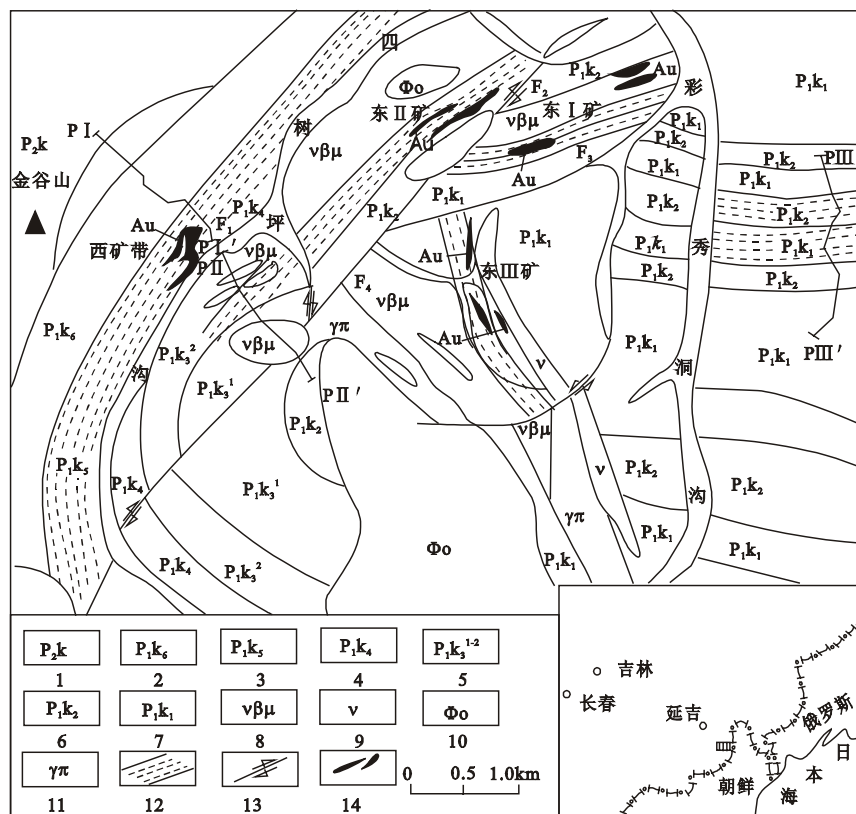 四
Φo
P₁k₂
Au
彩
P₁k₁
F₂
东Ⅱ矿
东Ⅰ矿
νβμ
Au
P Ⅰ
树
νβμ
P₁k₁
P₂k
P₁k₂
P₁k₂
PⅢ
金谷山
F₃
P₁k₁
P₁k₁
Au
P₁k₁
P₁k₄
P₁k₂
P₁k₂
P₁k₂
Au
F₁
坪
P₁k₁
西矿带
PⅠ′
νβμ
Au
P₁k₁
秀
P₁k₁
PⅡ
东Ⅲ矿
P₁k₂
P₁k₂
F₄
νβμ
P₁k₆
γπ
Au
νβμ
P₁k₃²
P₁k₁
P₁k₁
PⅢ′
沟
ν
洞
P₁k₃¹
PⅡ′
P₁k₂
νβμ
P₁k₅
P₁k₄
P₁k₃¹
ν
P₁k₂
P₁k₂
沟
γπ
P₁k₁
P₁k₁
Φo
P₁k₁
P₁k₄
P₁k₃²
P₂k
P₁k₆
P₁k₅
P₁k₄
P₁k₃¹⁻²
1
2
3
4
5
P₁k₂
P₁k₁
νβμ
ν
Φo
6
7
8
9
10
γπ
0 0.5 1.0km
11
12
13
14
吉林
长春
延吉
俄罗斯
日
本
海
朝鲜